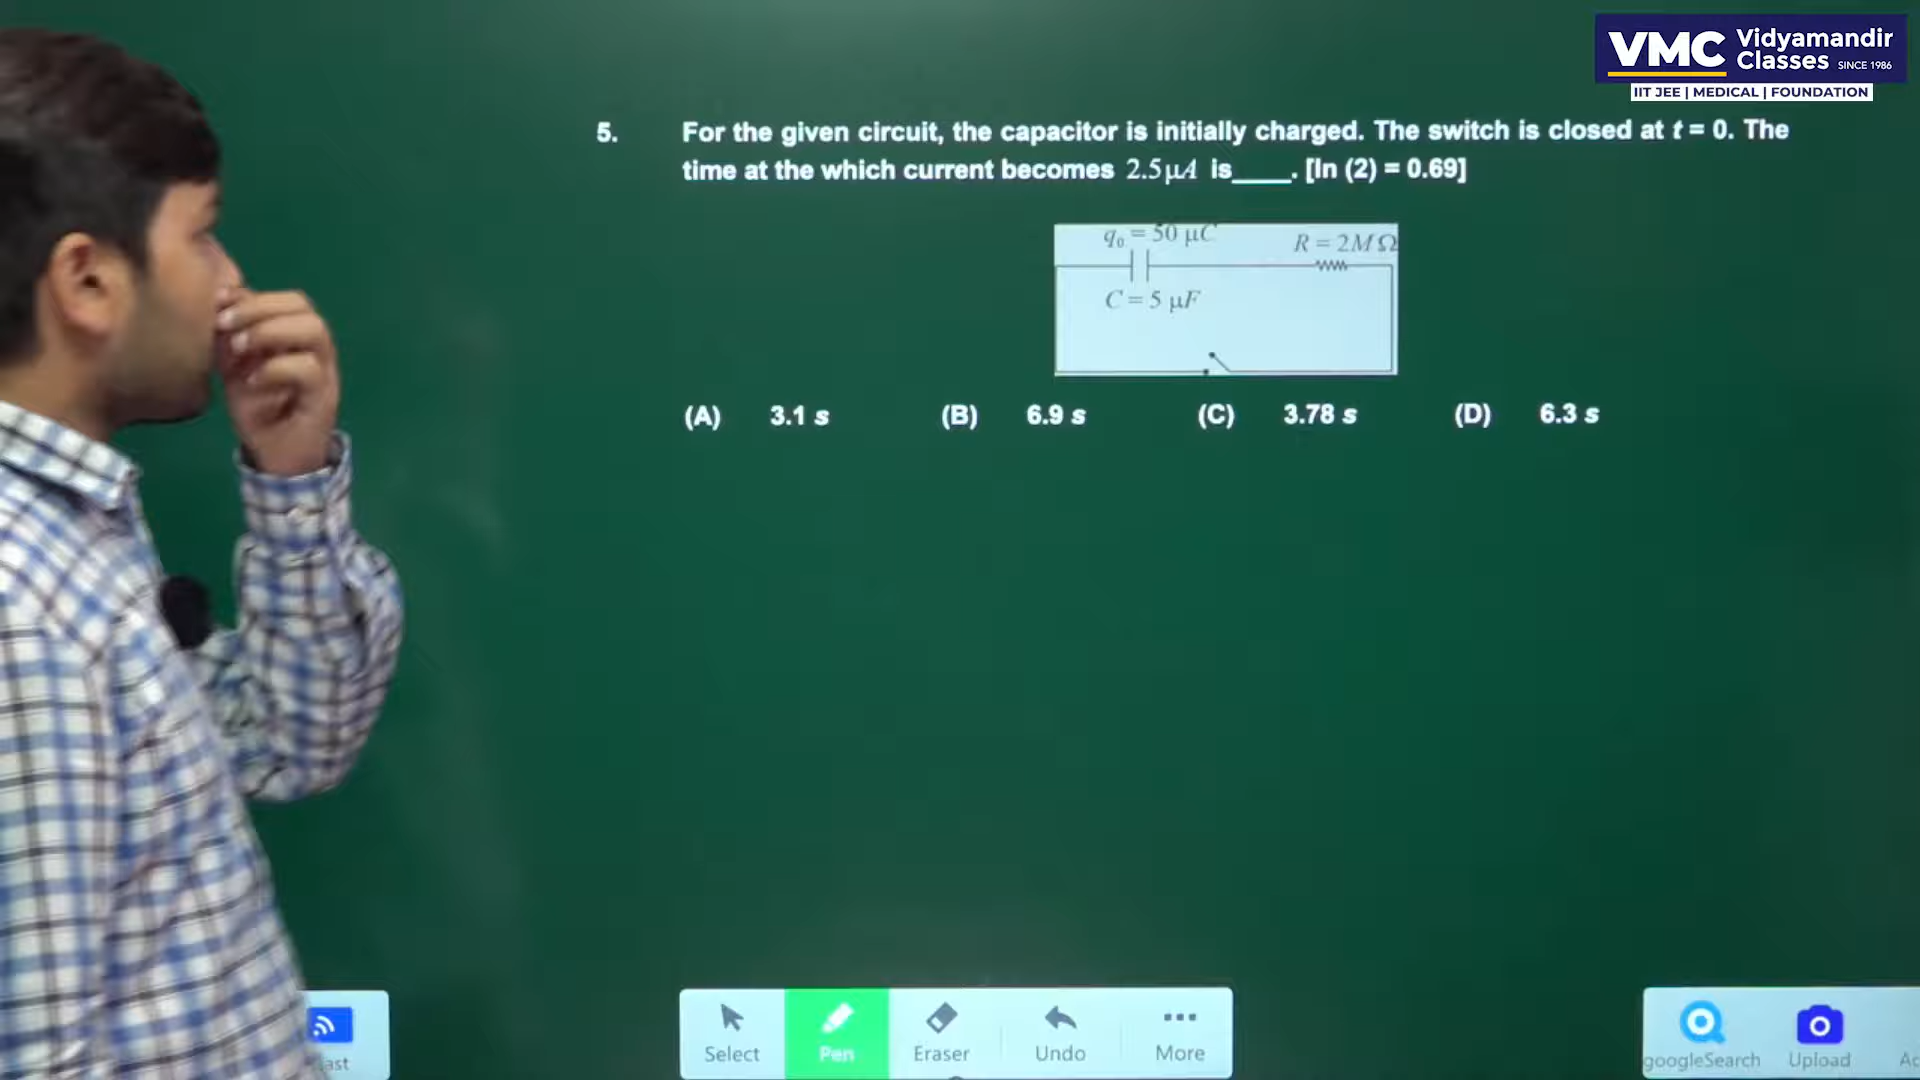 VMC Vidyamandir
Classes SINCE 1986
IIT JEE | MEDICAL | FOUNDATION
5. For the given circuit, the capacitor is initially charged. The switch is closed at t = 0. The
time at the which current becomes 2.5 μA is____. [ln (2) = 0.69]
q₀ = 50 μC
R = 2M Ω
C = 5 μF
(A) 3.1 s (B) 6.9 s (C) 3.78 s (D) 6.3 s
Select Pen Eraser Undo More
googleSearch Upload